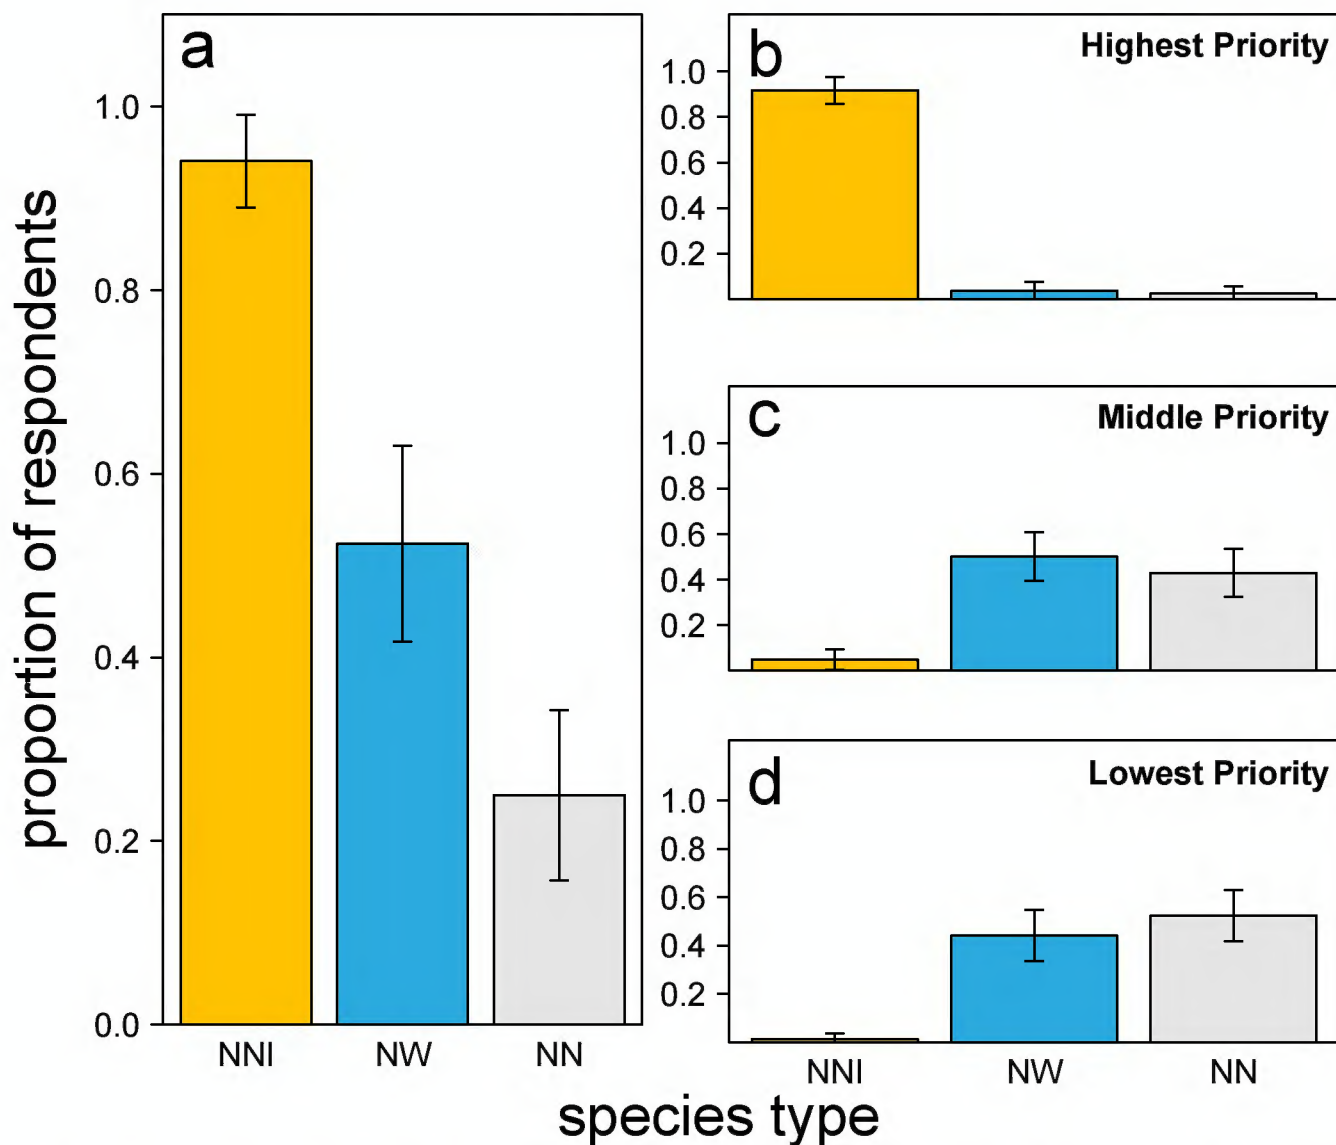 proportion of respondents
a
1.0
0.8
0.6
0.4
0.2
0.0
NNI NW NN
b
Highest Priority
1.0
0.8
0.6
0.4
0.2
c
Middle Priority
1.0
0.8
0.6
0.4
0.2
d
Lowest Priority
1.0
0.8
0.6
0.4
0.2
NNI NW NN
species type